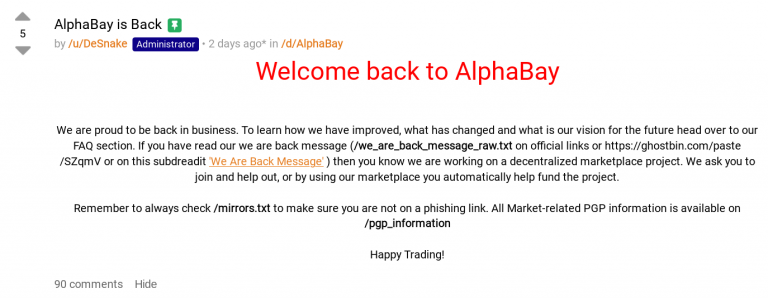 AlphaBay is Back
5
by /u/DeSnake Administrator • 2 days ago* in /d/AlphaBay
Welcome back to AlphaBay
We are proud to be back in business. To learn how we have improved, what has changed and what is our vision for the future head over to our
FAQ section. If you have read our we are back message (/we_are_back_message_raw.txt on official links or https://ghostbin.com/paste
/SZqmV or on this subdreadit 'We Are Back Message' ) then you know we are working on a decentralized marketplace project. We ask you to
join and help out, or by using our marketplace you automatically help fund the project.
Remember to always check /mirrors.txt to make sure you are not on a phishing link. All Market-related PGP information is available on
/pgp_information
Happy Trading!
90 comments Hide